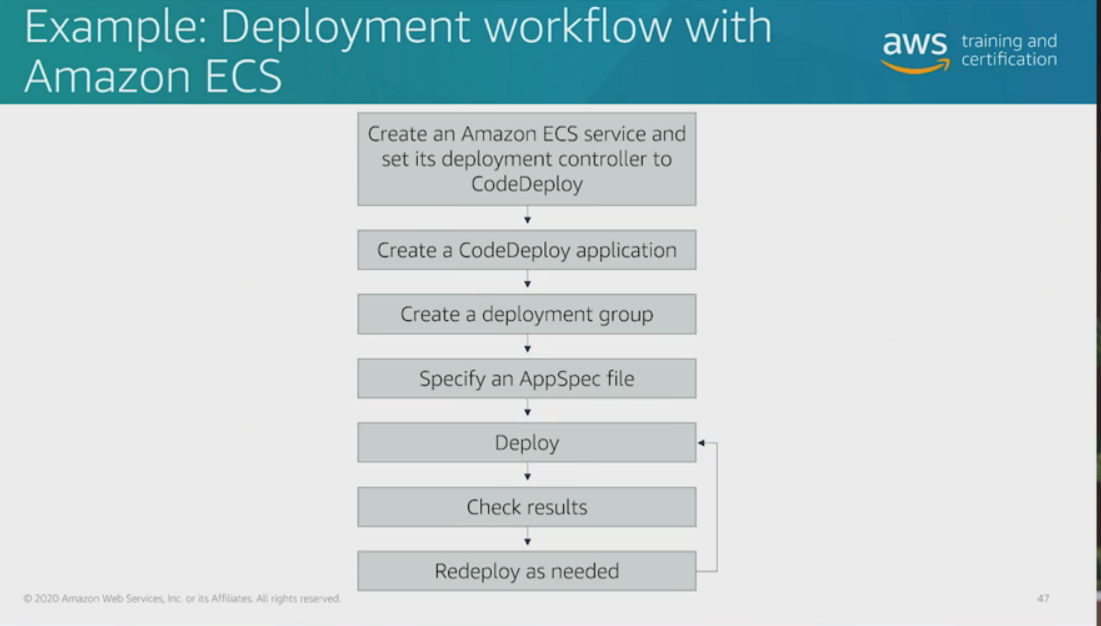 Example: Deployment workflow with
Amazon ECS
aws training and
certification
Create an Amazon ECS service and
set its deployment controller to
CodeDeploy
Create a CodeDeploy application
Create a deployment group
Specify an AppSpec file
Deploy
Check results
Redeploy as needed
© 2020 Amazon Web Services, Inc. or its Affiliates. All rights reserved.
47